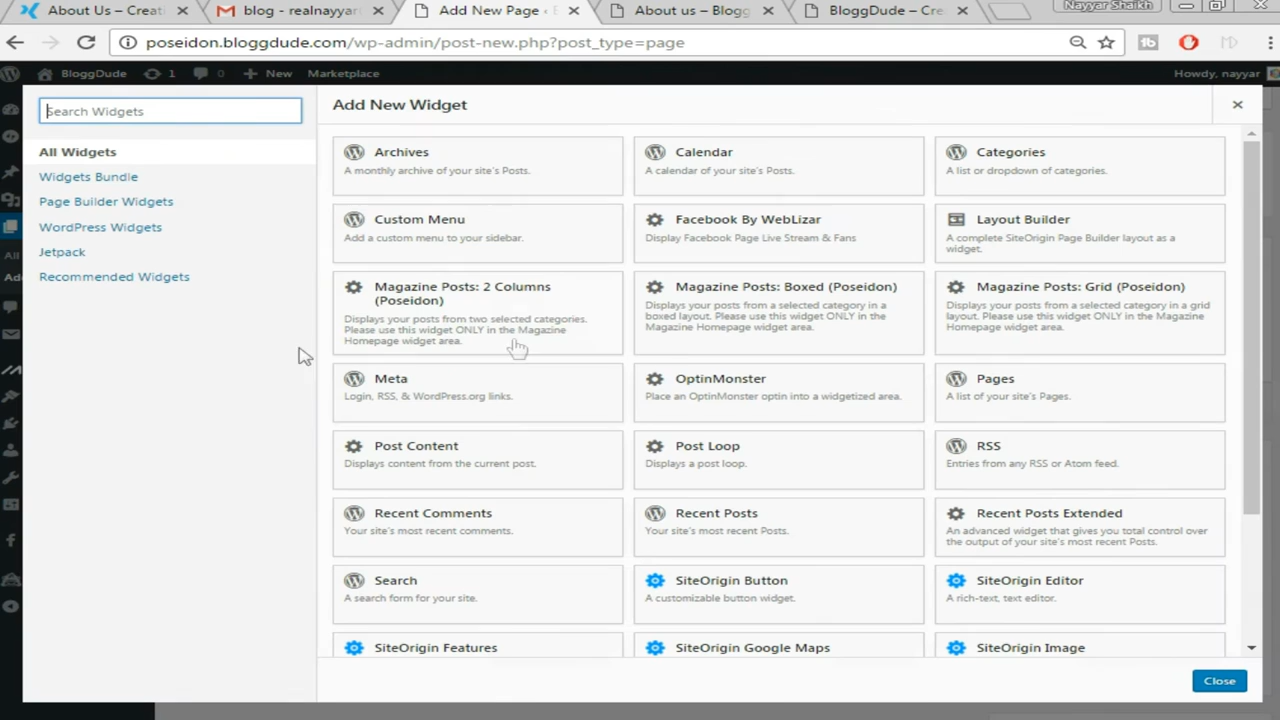 About Us – Creati
blog - realnayyar
Add New Page ‹
About us – Blogg
BloggDude – Cre
Nayyar Shaikh
poseidon.bloggdude.com/wp-admin/post-new.php?post_type=page
BloggDude 1 0 New Marketplace Howdy, nayyar
Search Widgets
All Widgets
Widgets Bundle
Page Builder Widgets
WordPress Widgets
Jetpack
Recommended Widgets
Add New Widget
Archives
A monthly archive of your site's Posts.
Calendar
A calendar of your site's Posts.
Categories
A list or dropdown of categories.
Custom Menu
Add a custom menu to your sidebar.
Facebook By WebLizar
Display Facebook Page Live Stream & Fans
Layout Builder
A complete SiteOrigin Page Builder layout as a
widget.
Magazine Posts: 2 Columns
(Poseidon)
Displays your posts from two selected categories.
Please use this widget ONLY in the Magazine
Homepage widget area.
Magazine Posts: Boxed (Poseidon)
Displays your posts from a selected category in a
boxed layout. Please use this widget ONLY in the
Magazine Homepage widget area.
Magazine Posts: Grid (Poseidon)
Displays your posts from a selected category in a grid
layout. Please use this widget ONLY in the Magazine
Homepage widget area.
Meta
Login, RSS, & WordPress.org links.
OptinMonster
Place an OptinMonster optin into a widgetized area.
Pages
A list of your site's Pages.
Post Content
Displays content from the current post.
Post Loop
Displays a post loop.
RSS
Entries from any RSS or Atom feed.
Recent Comments
Your site's most recent comments.
Recent Posts
Your site's most recent Posts.
Recent Posts Extended
An advanced widget that gives you total control over
the output of your site's most recent Posts.
Search
A search form for your site.
SiteOrigin Button
A customizable button widget.
SiteOrigin Editor
A rich-text, text editor.
SiteOrigin Features
SiteOrigin Google Maps
SiteOrigin Image
Close